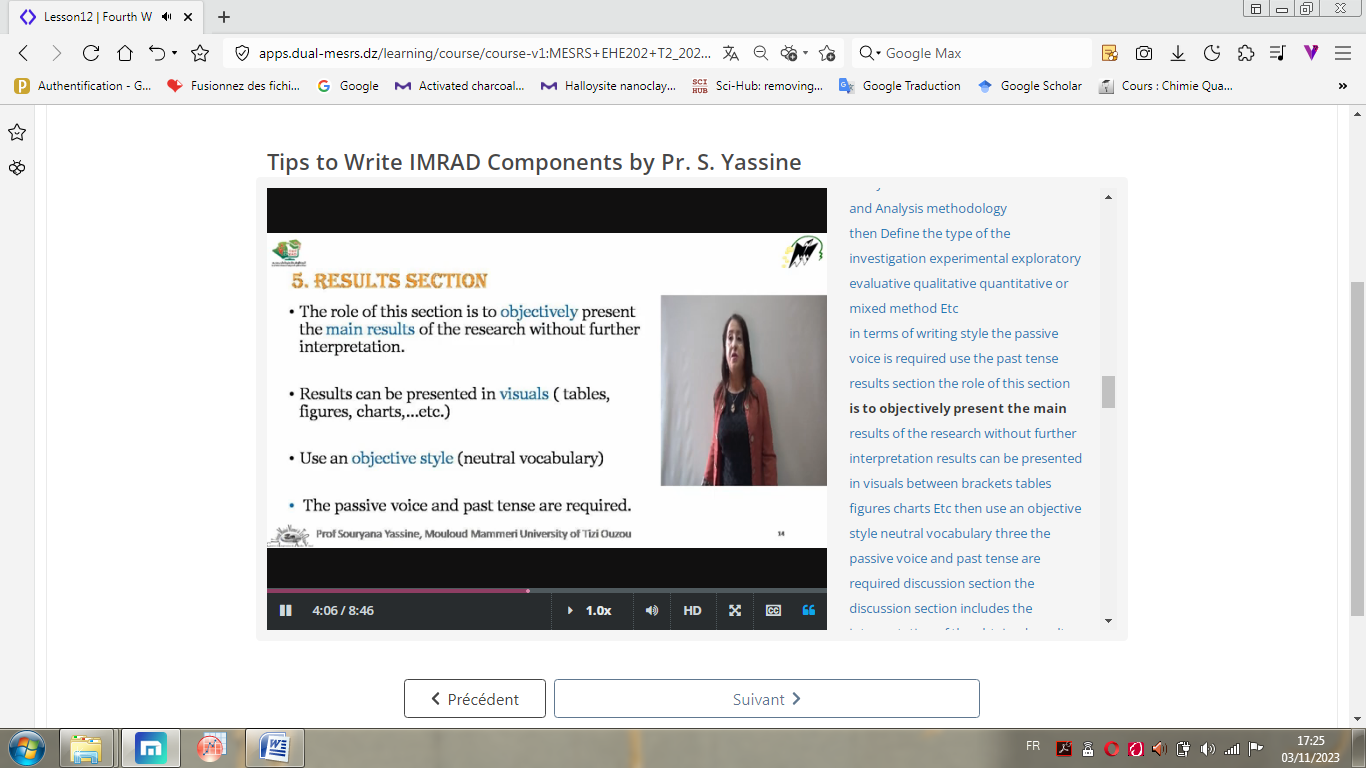 Lesson12 | Fourth W
apps.dual-mesrs.dz/learning/course/course-v1:MESRS+EHE202+T2_202...
Google Max
Authentification - G...
Fusionnez des fichi...
Google
Activated charcoal...
Halloysite nanoclay...
SCI HUB
Sci-Hub: removing...
Google Traduction
Google Scholar
Cours : Chimie Qua...
Tips to Write IMRAD Components by Pr. S. Yassine
5. RESULTS SECTION
• The role of this section is to objectively present
the main results of the research without further
interpretation.
• Results can be presented in visuals ( tables,
figures, charts,...etc.)
• Use an objective style (neutral vocabulary)
• The passive voice and past tense are required.
Prof Souryana Yassine, Mouloud Mammeri University of Tizi Ouzou
14
4:06 / 8:46
1.0x
HD
and Analysis methodology
then Define the type of the
investigation experimental exploratory
evaluative qualitative quantitative or
mixed method Etc
in terms of writing style the passive
voice is required use the past tense
results section the role of this section
is to objectively present the main
results of the research without further
interpretation results can be presented
in visuals between brackets tables
figures charts Etc then use an objective
style neutral vocabulary three the
passive voice and past tense are
required discussion section the
discussion section includes the
Précédent
Suivant
FR
17:25
03/11/2023